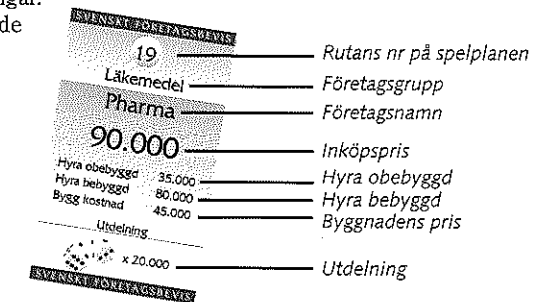 ngar.
de
SVENSKT FÖRETAGSBEVIS
19
Rutans nr på spelplanen
Läkemedel
Företagsgrupp
Pharma
Företagsnamn
90.000
Inköpspris
Hyra obebyggd 35.000
Hyra obebyggd
Hyra bebyggd 80.000
Hyra bebyggd
Bygg kostnad 45.000
Byggnadens pris
Utdelning
x 20.000
Utdelning
SVENSKT FÖRETAGSBEVIS